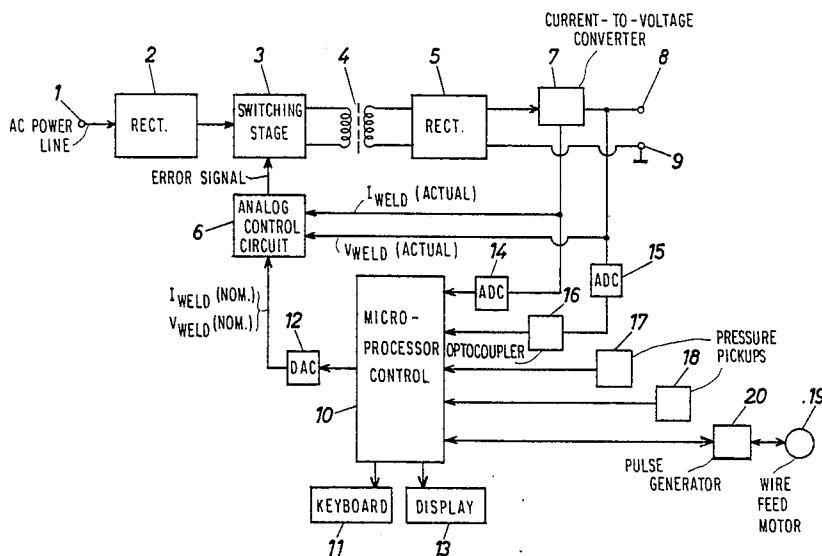 CURRENT-TO-VOLTAGE
CONVERTER
1
2
3
4
5
7
8
AC POWER
LINE
RECT.
SWITCHING
STAGE
RECT.
9
ERROR SIGNAL
6
ANALOG
CONTROL
CIRCUIT
IWELD (ACTUAL)
VWELD (ACTUAL)
14
ADC
15
ADC
IWELD (NOM.)
VWELD (NOM.)
12
DAC
MICRO-
PROCESSOR
CONTROL
10
16
OPTOCOUPLER
17
18
PRESSURE
PICKUPS
20
.19
PULSE
GENERATOR
WIRE
FEED
MOTOR
KEYBOARD
DISPLAY
11
13